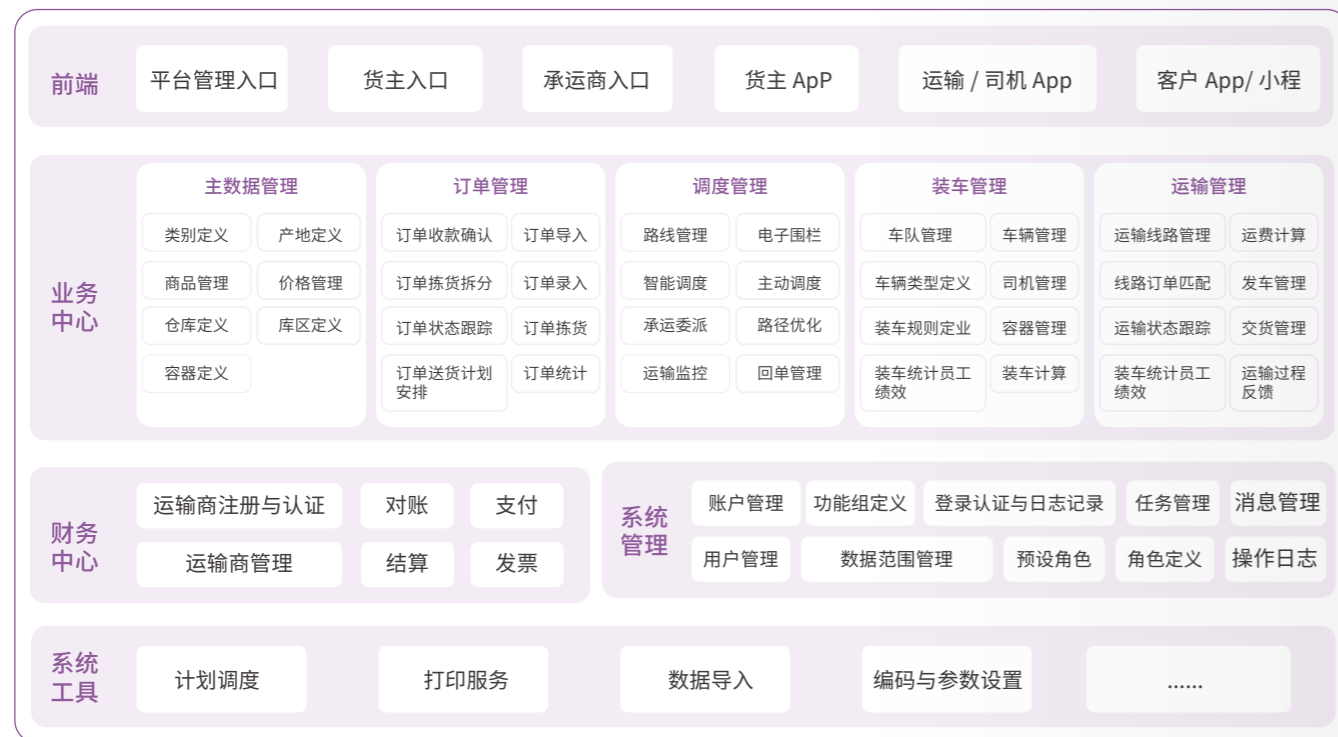 前端
平台管理入口
货主入口
承运商入口
货主 ApP
运输 / 司机 App
客户 App/ 小程
业务
中心
主数据管理
类别定义
产地定义
商品管理
价格管理
仓库定义
库区定义
容器定义
订单管理
订单收款确认
订单导入
订单拣货拆分
订单录入
订单状态跟踪
订单拣货
订单送货计划
安排
订单统计
调度管理
路线管理
电子围栏
智能调度
主动调度
承运委派
路径优化
运输监控
回单管理
装车管理
车队管理
车辆管理
车辆类型定义
司机管理
装车规则定业
容器管理
装车统计员工
绩效
装车计算
运输管理
运输线路管理
运费计算
线路订单匹配
发车管理
运输状态跟踪
交货管理
装车统计员工
绩效
运输过程
反馈
财务
中心
运输商注册与认证
对账
支付
运输商管理
结算
发票
系统
管理
账户管理
功能组定义
登录认证与日志记录
任务管理
消息管理
用户管理
数据范围管理
预设角色
角色定义
操作日志
系统
工具
计划调度
打印服务
数据导入
编码与参数设置
......